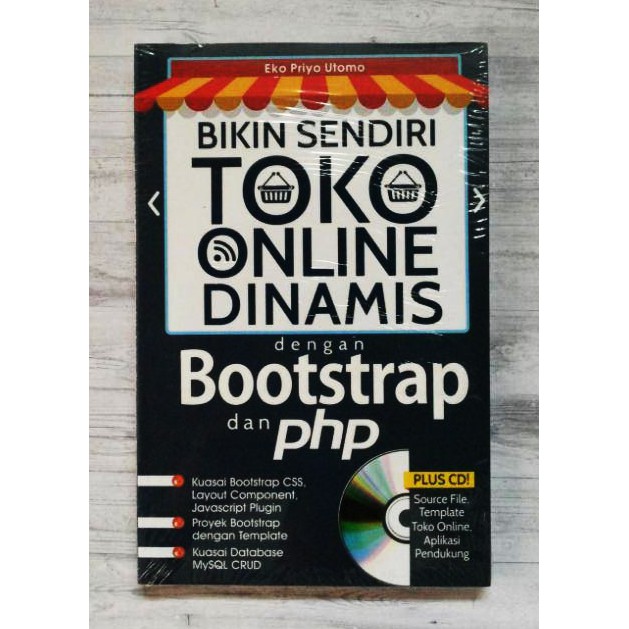 Eko Priyo Utomo
BIKIN SENDIRI
TOKO
ONLINE
DINAMIS
dengan
Bootstrap
dan php
Kuasai Bootstrap CSS,
Layout Component,
Javascript Plugin
Proyek Bootstrap
dengan Template
Kuasai Database
MySQL CRUD
PLUS CD!
Source File,
Template
Toko Online,
Aplikasi
Pendukung